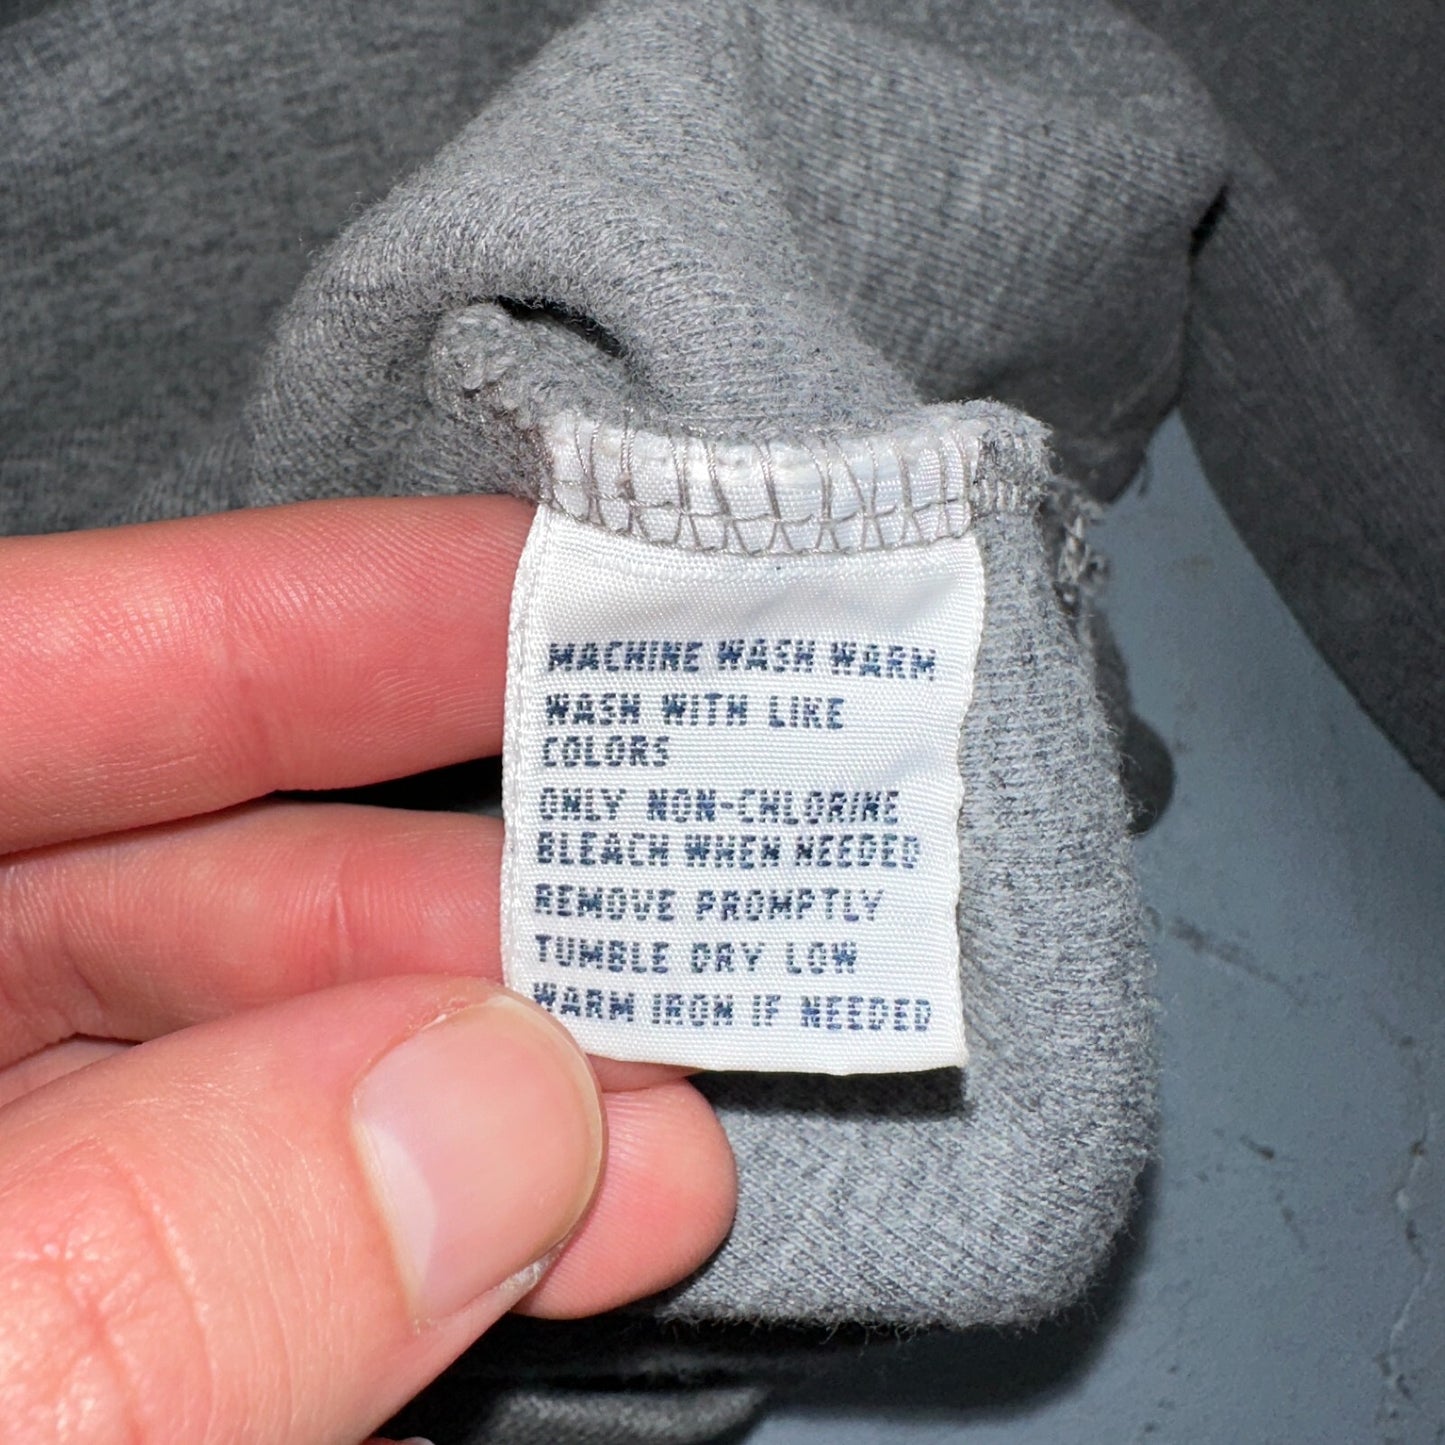 MACHINE WASH WARM
WASH WITH LIKE
COLORS
ONLY NON-CHLORINE
BLEACH WHEN NEEDED
REMOVE PROMPTLY
TUMBLE DRY LOW
WARM IRON IF NEEDED